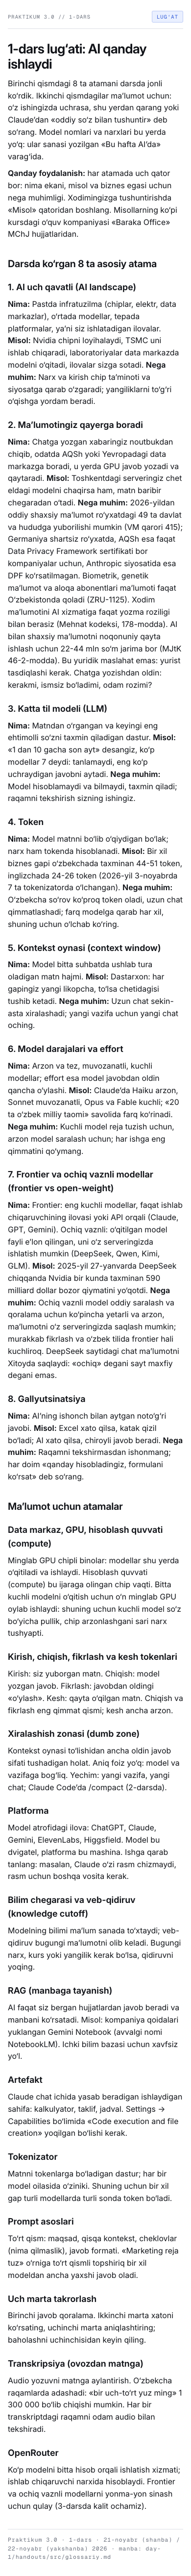 PRAKTIKUM 3.0 // 1-DARS
LUG'AT
1-dars lug‘ati: AI qanday
ishlaydi
Birinchi qismdagi 8 ta atamani darsda jonli
ko‘rdik. Ikkinchi qismdagilar ma’lumot uchun:
o‘z ishingizda uchrasa, shu yerdan qarang yoki
Claude’dan «oddiy so‘z bilan tushuntir» deb
so‘rang. Model nomlari va narxlari bu yerda
yo‘q: ular sanasi yozilgan «Bu hafta AI’da»
varag‘ida.
Qanday foydalanish: har atamada uch qator
bor: nima ekani, misol va biznes egasi uchun
nega muhimligi. Xodimingizga tushuntirishda
«Misol» qatoridan boshlang. Misollarning ko‘pi
kursdagi o‘quv kompaniyasi «Baraka Office»
MChJ hujjatlaridan.
Darsda ko‘rgan 8 ta asosiy atama
1. AI uch qavatli (AI landscape)
Nima: Pastda infratuzilma (chiplar, elektr, data
markazlar), o‘rtada modellar, tepada
platformalar, ya’ni siz ishlatadigan ilovalar.
Misol: Nvidia chipni loyihalaydi, TSMC uni
ishlab chiqaradi, laboratoriyalar data markazda
modelni o‘qitadi, ilovalar sizga sotadi. Nega
muhim: Narx va kirish chip ta’minoti va
siyosatga qarab o‘zgaradi; yangiliklarni to‘g‘ri
o‘qishga yordam beradi.
2. Ma’lumotingiz qayerga boradi
Nima: Chatga yozgan xabaringiz noutbukdan
chiqib, odatda AQSh yoki Yevropadagi data
markazga boradi, u yerda GPU javob yozadi va
qaytaradi. Misol: Toshkentdagi serveringiz chet
eldagi modelni chaqirsa ham, matn baribir
chegaradan o‘tadi. Nega muhim: 2026-yildan
oddiy shaxsiy ma’lumot ro‘yxatdagi 49 ta davlat
va hududga yuborilishi mumkin (VM qarori 415);
Germaniya shartsiz ro‘yxatda, AQSh esa faqat
Data Privacy Framework sertifikati bor
kompaniyalar uchun, Anthropic siyosatida esa
DPF ko‘rsatilmagan. Biometrik, genetik
ma’lumot va aloqa abonentlari ma’lumoti faqat
O‘zbekistonda qoladi (ZRU-1125). Xodim
ma’lumotini AI xizmatiga faqat yozma roziligi
bilan berasiz (Mehnat kodeksi, 178-modda). AI
bilan shaxsiy ma’lumotni noqonuniy qayta
ishlash uchun 22-44 mln so‘m jarima bor (MJtK
46-2-modda). Bu yuridik maslahat emas: yurist
tasdiqlashi kerak. Chatga yozishdan oldin:
kerakmi, ismsiz bo‘ladimi, odam rozimi?
3. Katta til modeli (LLM)
Nima: Matndan o‘rgangan va keyingi eng
ehtimolli so‘zni taxmin qiladigan dastur. Misol:
«1 dan 10 gacha son ayt» desangiz, ko‘p
modellar 7 deydi: tanlamaydi, eng ko‘p
uchraydigan javobni aytadi. Nega muhim:
Model hisoblamaydi va bilmaydi, taxmin qiladi;
raqamni tekshirish sizning ishingiz.
4. Token
Nima: Model matnni bo‘lib o‘qiydigan bo‘lak;
narx ham tokenda hisoblanadi. Misol: Bir xil
biznes gapi o‘zbekchada taxminan 44-51 token,
inglizchada 24-26 token (2026-yil 3-noyabrda
7 ta tokenizatorda o‘lchangan). Nega muhim:
O‘zbekcha so‘rov ko‘proq token oladi, uzun chat
qimmatlashadi; farq modelga qarab har xil,
shuning uchun o‘lchab ko‘ring.
5. Kontekst oynasi (context window)
Nima: Model bitta suhbatda ushlab tura
oladigan matn hajmi. Misol: Dastarxon: har
gapingiz yangi likopcha, to‘lsa chetidagisi
tushib ketadi. Nega muhim: Uzun chat sekin-
asta xiralashadi; yangi vazifa uchun yangi chat
oching.
6. Model darajalari va effort
Nima: Arzon va tez, muvozanatli, kuchli
modellar; effort esa model javobdan oldin
qancha o‘ylashi. Misol: Claude’da Haiku arzon,
Sonnet muvozanatli, Opus va Fable kuchli; «20
ta o‘zbek milliy taom» savolida farq ko‘rinadi.
Nega muhim: Kuchli model reja tuzish uchun,
arzon model saralash uchun; har ishga eng
qimmatini qo‘ymang.
7. Frontier va ochiq vaznli modellar
(frontier vs open-weight)
Nima: Frontier: eng kuchli modellar, faqat ishlab
chiqaruvchining ilovasi yoki API orqali (Claude,
GPT, Gemini). Ochiq vaznli: o‘qitilgan model
fayli e’lon qilingan, uni o‘z serveringizda
ishlatish mumkin (DeepSeek, Qwen, Kimi,
GLM). Misol: 2025-yil 27-yanvarda DeepSeek
chiqqanda Nvidia bir kunda taxminan 590
milliard dollar bozor qiymatini yo‘qotdi. Nega
muhim: Ochiq vaznli model oddiy saralash va
qoralama uchun ko‘pincha yetarli va arzon,
ma’lumotni o‘z serveringizda saqlash mumkin;
murakkab fikrlash va o‘zbek tilida frontier hali
kuchliroq. DeepSeek saytidagi chat ma’lumotni
Xitoyda saqlaydi: «ochiq» degani sayt maxfiy
degani emas.
8. Gallyutsinatsiya
Nima: AI’ning ishonch bilan aytgan noto‘g‘ri
javobi. Misol: Excel xato qilsa, katak qizil
bo‘ladi; AI xato qilsa, chiroyli javob beradi. Nega
muhim: Raqamni tekshirmasdan ishonmang;
har doim «qanday hisobladingiz, formulani
ko‘rsat» deb so‘rang.
Ma’lumot uchun atamalar
Data markaz, GPU, hisoblash quvvati
(compute)
Minglab GPU chipli binolar: modellar shu yerda
o‘qitiladi va ishlaydi. Hisoblash quvvati
(compute) bu ijaraga olingan chip vaqti. Bitta
kuchli modelni o‘qitish uchun o‘n minglab GPU
oylab ishlaydi: shuning uchun kuchli model so‘z
bo‘yicha pullik, chip arzonlashgani sari narx
tushyapti.
Kirish, chiqish, fikrlash va kesh tokenlari
Kirish: siz yuborgan matn. Chiqish: model
yozgan javob. Fikrlash: javobdan oldingi
«o‘ylash». Kesh: qayta o‘qilgan matn. Chiqish va
fikrlash eng qimmat qismi; kesh ancha arzon.
Xiralashish zonasi (dumb zone)
Kontekst oynasi to‘lishidan ancha oldin javob
sifati tushadigan holat. Aniq foiz yo‘q: model va
vazifaga bog‘liq. Yechim: yangi vazifa, yangi
chat; Claude Code’da /compact (2-darsda).
Platforma
Model atrofidagi ilova: ChatGPT, Claude,
Gemini, ElevenLabs, Higgsfield. Model bu
dvigatel, platforma bu mashina. Ishga qarab
tanlang: masalan, Claude o‘zi rasm chizmaydi,
rasm uchun boshqa vosita kerak.
Bilim chegarasi va veb-qidiruv
(knowledge cutoff)
Modelning bilimi ma’lum sanada to‘xtaydi; veb-
qidiruv bugungi ma’lumotni olib keladi. Bugungi
narx, kurs yoki yangilik kerak bo‘lsa, qidiruvni
yoqing.
RAG (manbaga tayanish)
AI faqat siz bergan hujjatlardan javob beradi va
manbani ko‘rsatadi. Misol: kompaniya qoidalari
yuklangan Gemini Notebook (avvalgi nomi
NotebookLM). Ichki bilim bazasi uchun xavfsiz
yo‘l.
Artefakt
Claude chat ichida yasab beradigan ishlaydigan
sahifa: kalkulyator, taklif, jadval. Settings →
Capabilities bo‘limida «Code execution and file
creation» yoqilgan bo‘lishi kerak.
Tokenizator
Matnni tokenlarga bo‘ladigan dastur; har bir
model oilasida o‘ziniki. Shuning uchun bir xil
gap turli modellarda turli sonda token bo‘ladi.
Prompt asoslari
To‘rt qism: maqsad, qisqa kontekst, cheklovlar
(nima qilmaslik), javob formati. «Marketing reja
tuz» o‘rniga to‘rt qismli topshiriq bir xil
modeldan ancha yaxshi javob oladi.
Uch marta takrorlash
Birinchi javob qoralama. Ikkinchi marta xatoni
ko‘rsating, uchinchi marta aniqlashtiring;
baholashni uchinchisidan keyin qiling.
Transkripsiya (ovozdan matnga)
Audio yozuvni matnga aylantirish. O‘zbekcha
raqamlarda adashadi: «bir uch-to‘rt yuz ming» 1
300 000 bo‘lib chiqishi mumkin. Har bir
transkriptdagi raqamni odam audio bilan
tekshiradi.
OpenRouter
Ko‘p modelni bitta hisob orqali ishlatish xizmati;
ishlab chiqaruvchi narxida hisoblaydi. Frontier
va ochiq vaznli modellarni yonma-yon sinash
uchun qulay (3-darsda kalit ochamiz).
Praktikum 3.0 · 1-dars · 21-noyabr (shanba) /
22-noyabr (yakshanba) 2026 · manba: day-
1/handouts/src/glossariy.md